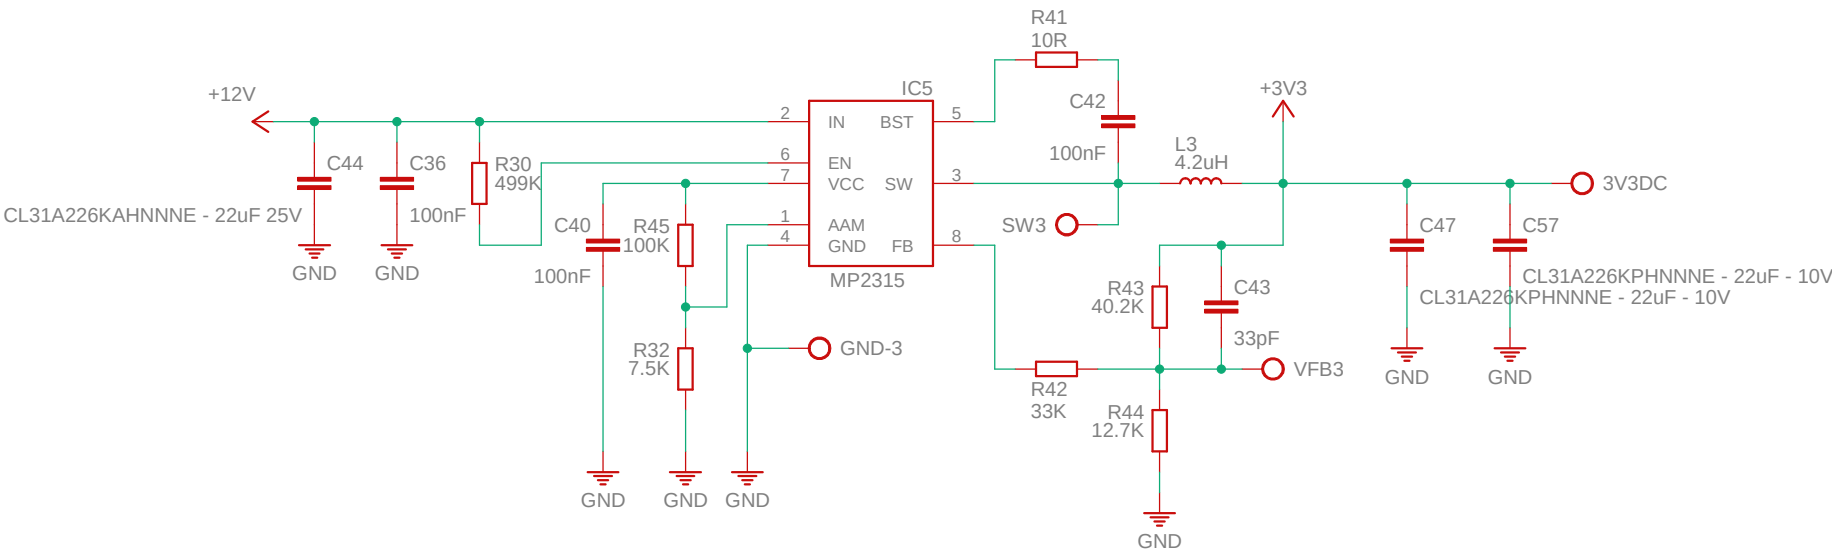 R41
10R
+12V
IC5
+3V3
2
IN
BST
5
C42
100nF
L3
4.2uH
C44
CL31A226KAHNNNE - 22uF 25V
C36
100nF
R30
499K
6
EN
7
VCC
SW
3
3V3DC
SW3
1
AAM
4
GND
FB
8
MP2315
C40
100nF
R45
100K
C47
CL31A226KPHNNNE - 22uF - 10V
C57
CL31A226KPHNNNE - 22uF - 10V
GND
GND
R43
40.2K
C43
33pF
R32
7.5K
GND-3
VFB3
R42
33K
R44
12.7K
GND
GND
GND
GND
GND
GND